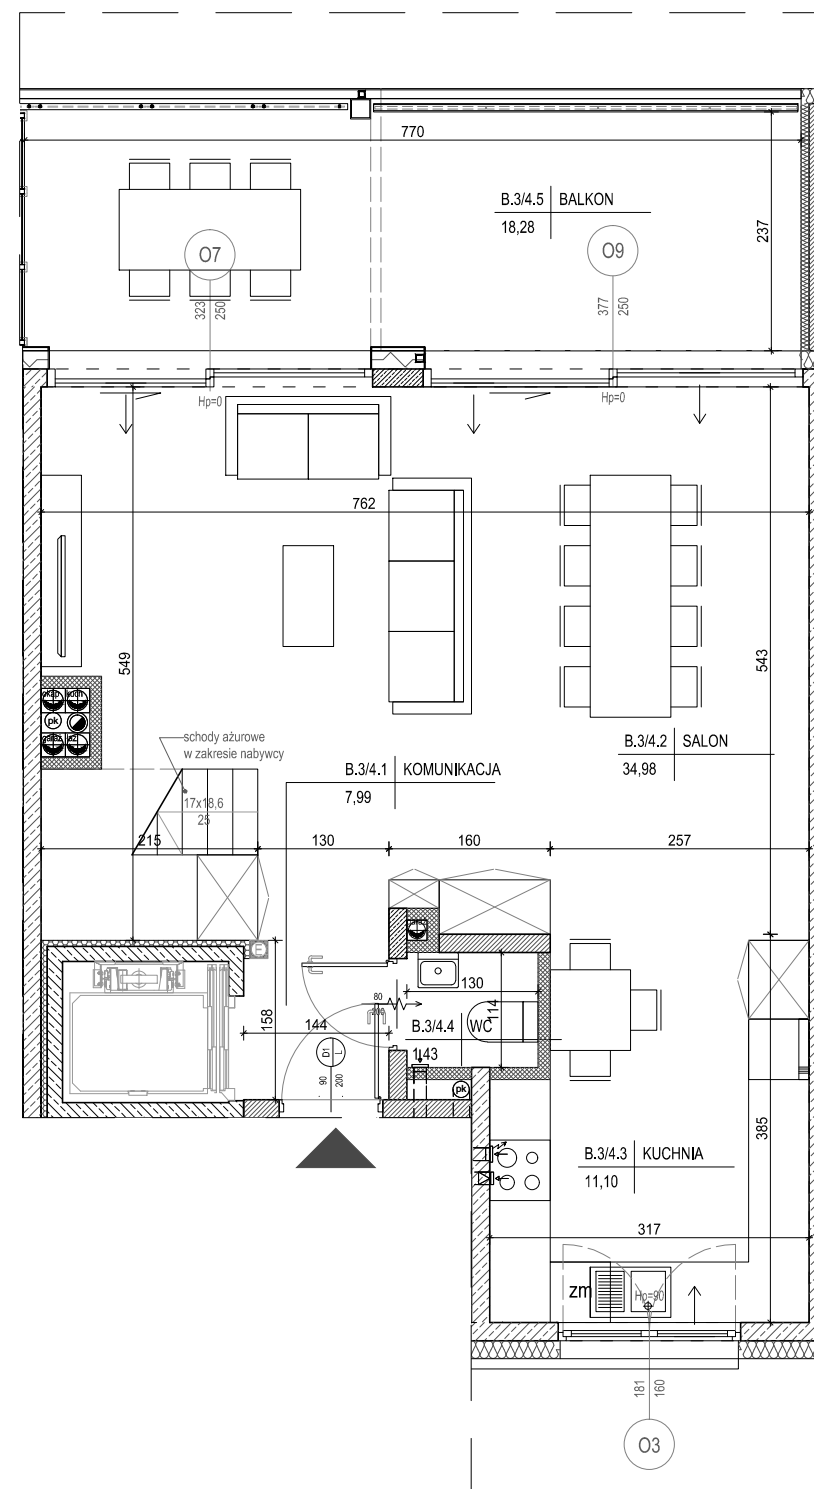 770
B.3/4.5 BALKON
18,28
237
O7
O9
323
250
377
250
Hp=0
Hp=0
762
549
543
pk
schody ażurowe
w zakresie nabywcy
B.3/4.2 SALON
34,98
B.3/4.1 KOMUNIKACJA
7,99
17x18,6
25
215
130
160
257
130
114
80
200
158
144
B.3/4.4 WC
1,43
D1
L
90
200
pk
385
B.3/4.3 KUCHNIA
11,10
317
zm
Hp=90
181
160
O3